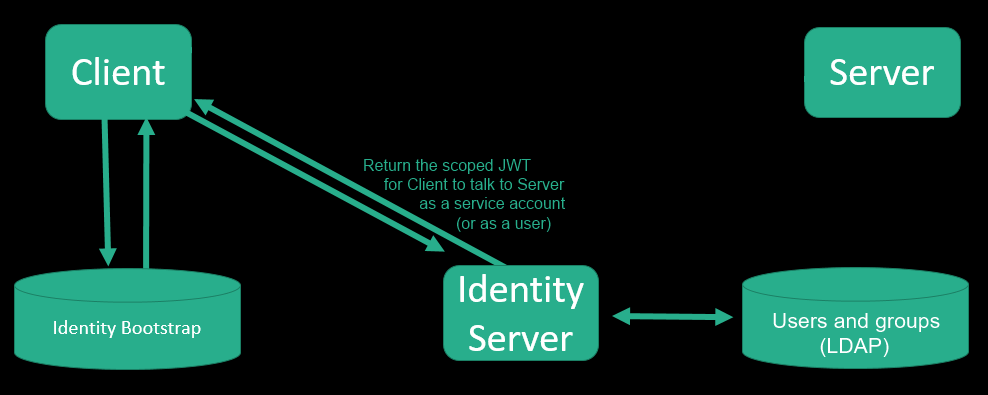 Client
Server
Return the scoped JWT
for Client to talk to Server
as a service account
(or as a user)
Identity
Server
Identity Bootstrap
Users and groups
(LDAP)